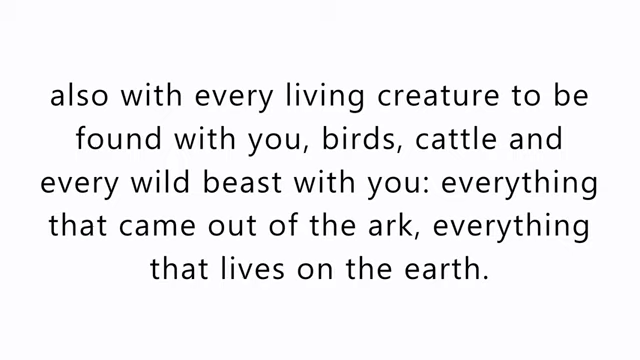 also with every living creature to be
found with you, birds, cattle and
every wild beast with you: everything
that came out of the ark, everything
that lives on the earth.